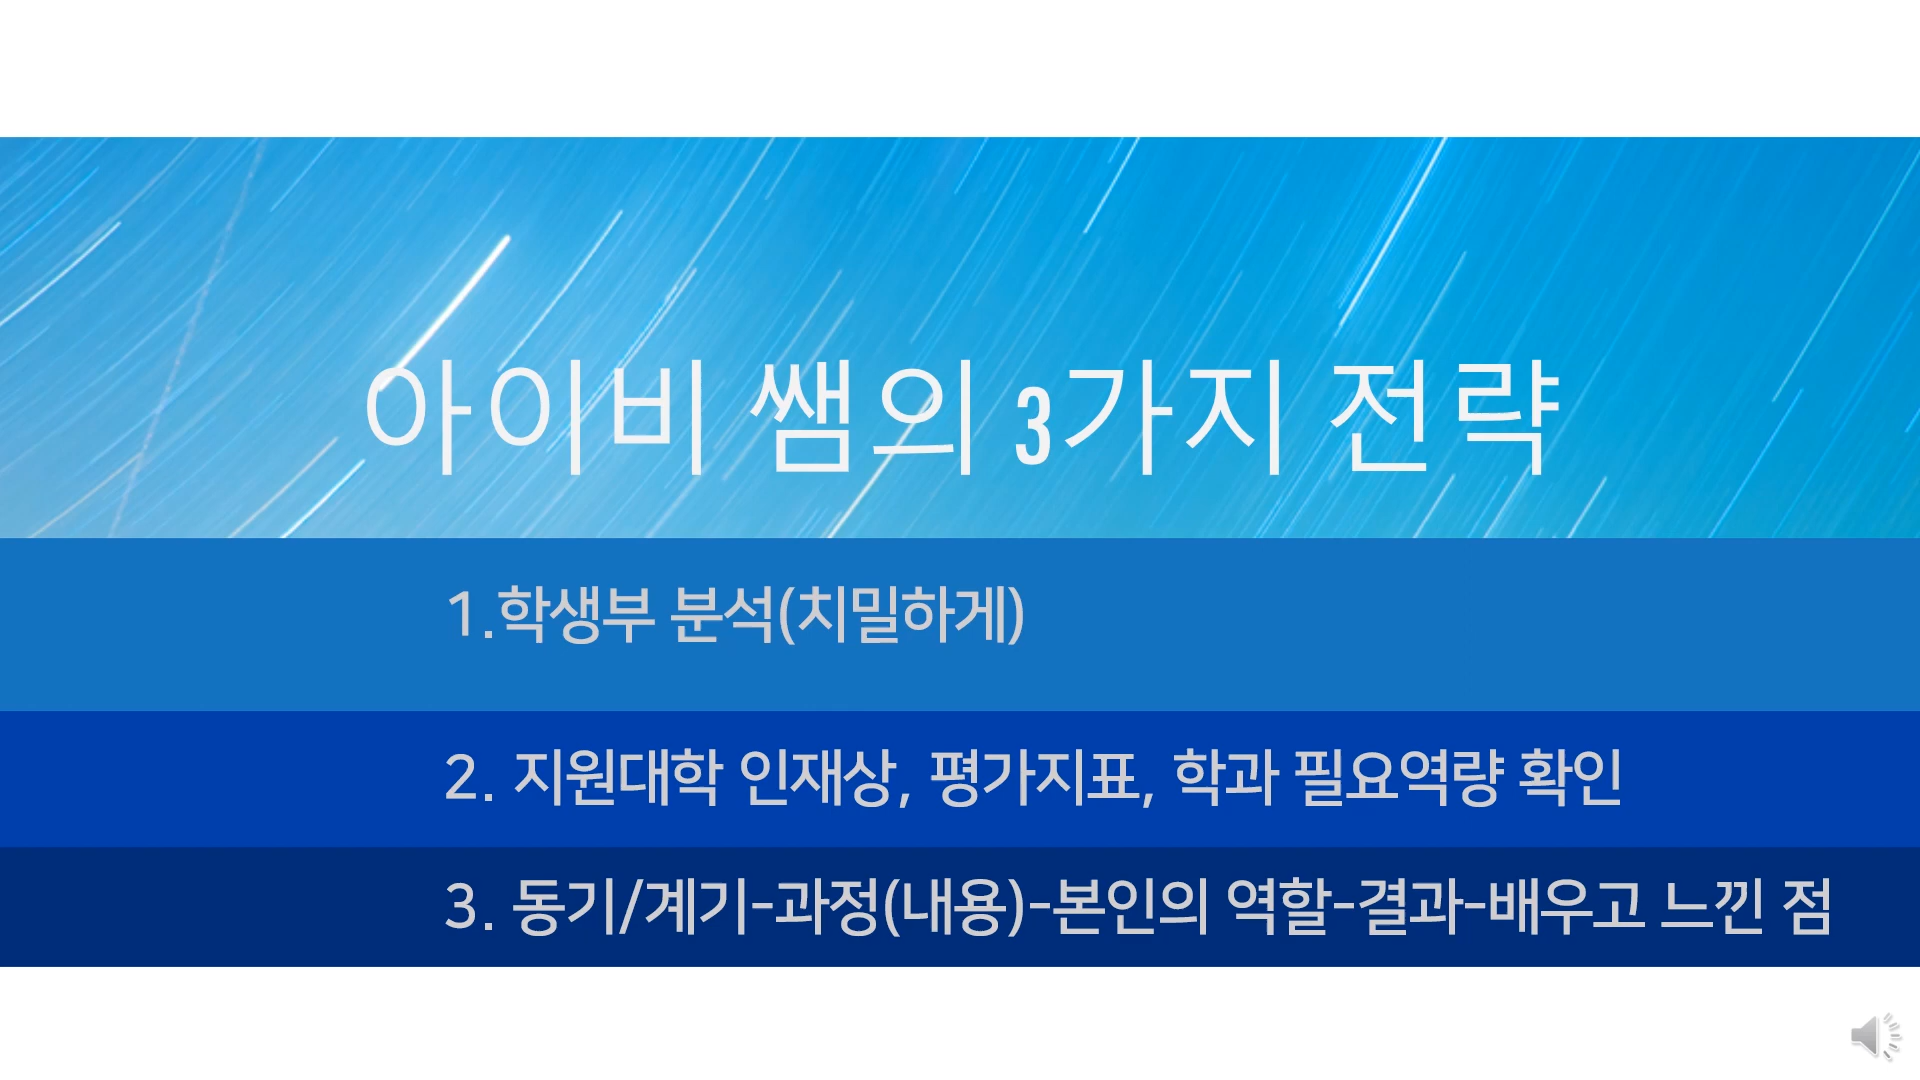 아이비 쌤의 3가지 전략
1.학생부 분석(치밀하게)
2. 지원대학 인재상, 평가지표, 학과 필요역량 확인
3. 동기/계기-과정(내용)-본인의 역할-결과-배우고 느낀 점